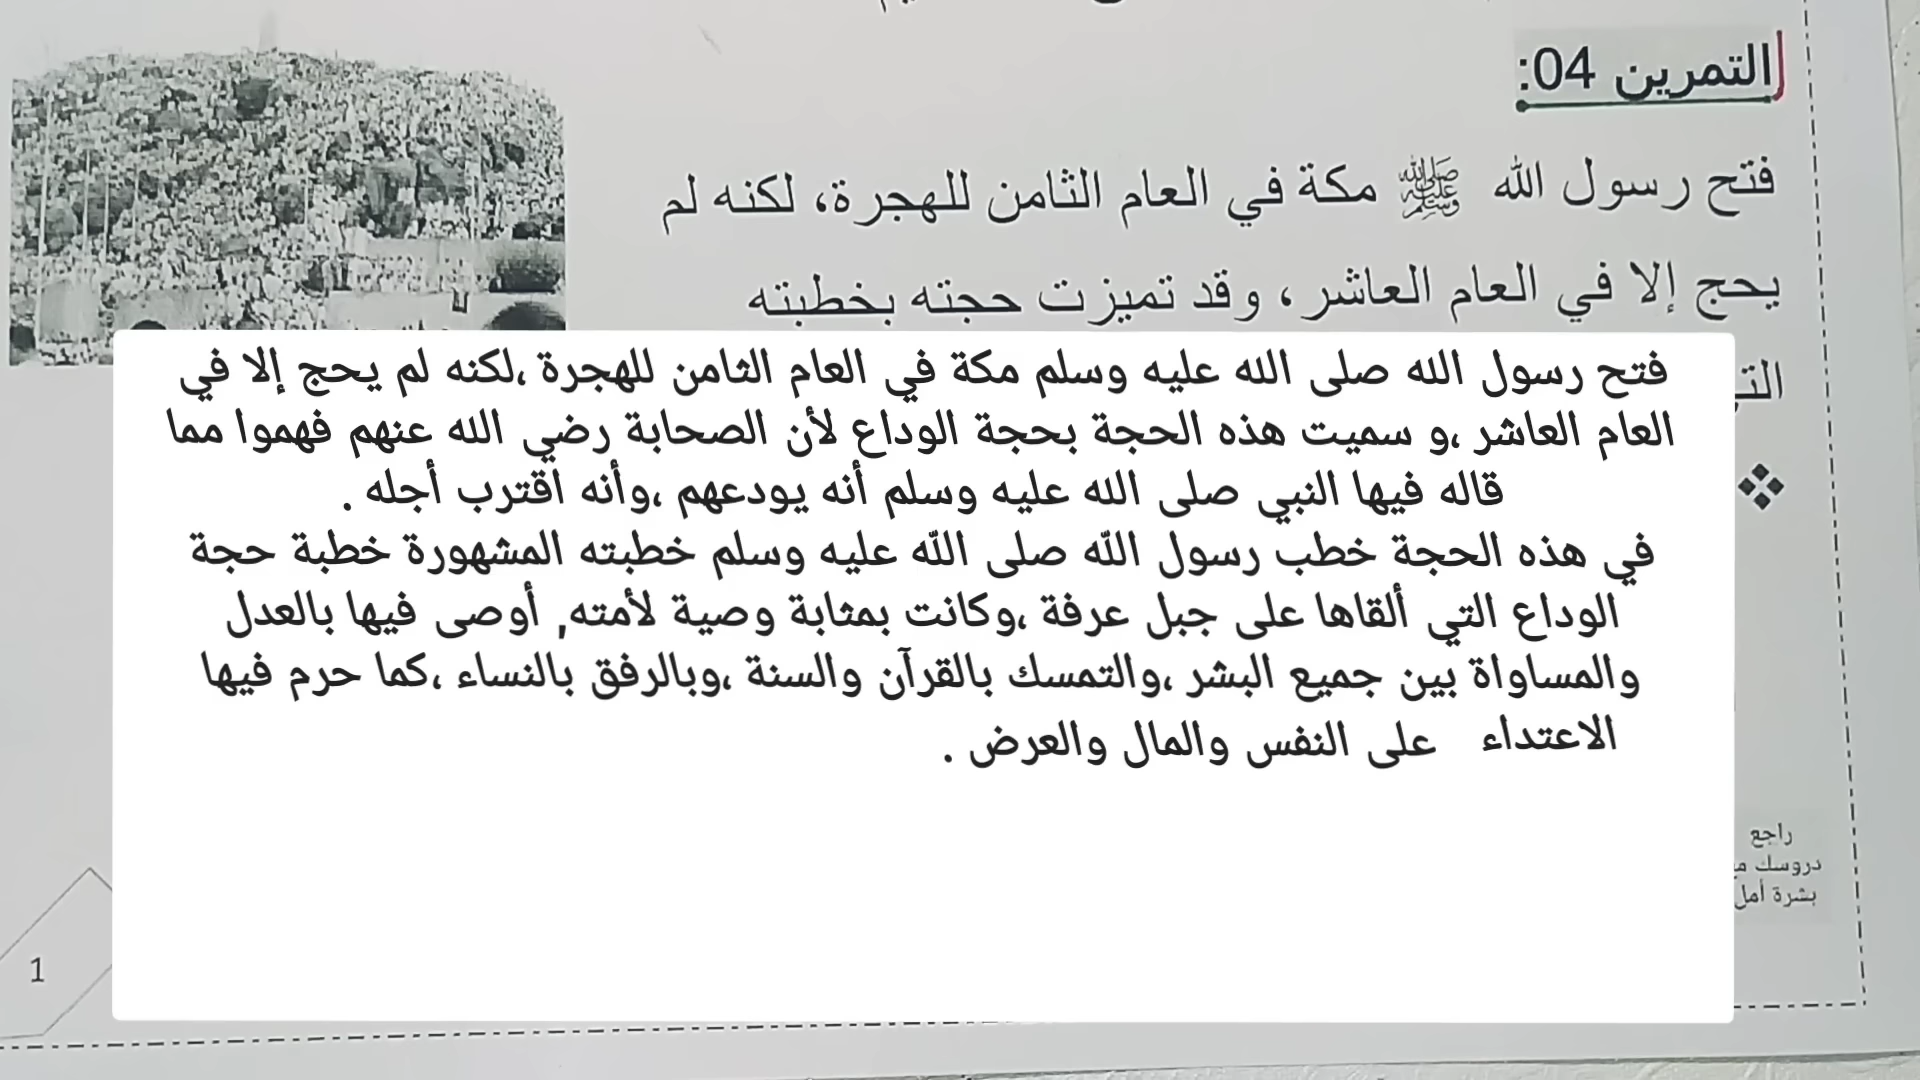 التمرين 04:
فتح رسول الله ﷺ مكة في العام الثامن للهجرة، لكنه لم
يحج إلا في العام العاشر، وقد تميزت حجته بخطبته
فتح رسول الله صلى الله عليه وسلم مكة في العام الثامن للهجرة ،لكنه لم يحج إلا في
العام العاشر ،و سميت هذه الحجة بحجة الوداع لأن الصحابة رضي الله عنهم فهموا مما
قاله فيها النبي صلى الله عليه وسلم أنه يودعهم ،وأنه اقترب أجله .
في هذه الحجة خطب رسول اللّه صلى اللّه عليه وسلم خطبته المشهورة خطبة حجة
الوداع التي ألقاها على جبل عرفة ،وكانت بمثابة وصية لأمته, أوصى فيها بالعدل
والمساواة بين جميع البشر ،والتمسك بالقرآن والسنة ،وبالرفق بالنساء ،كما حرم فيها
الاعتداء على النفس والمال والعرض .
راجع
دروسك
بشرة أمل
1